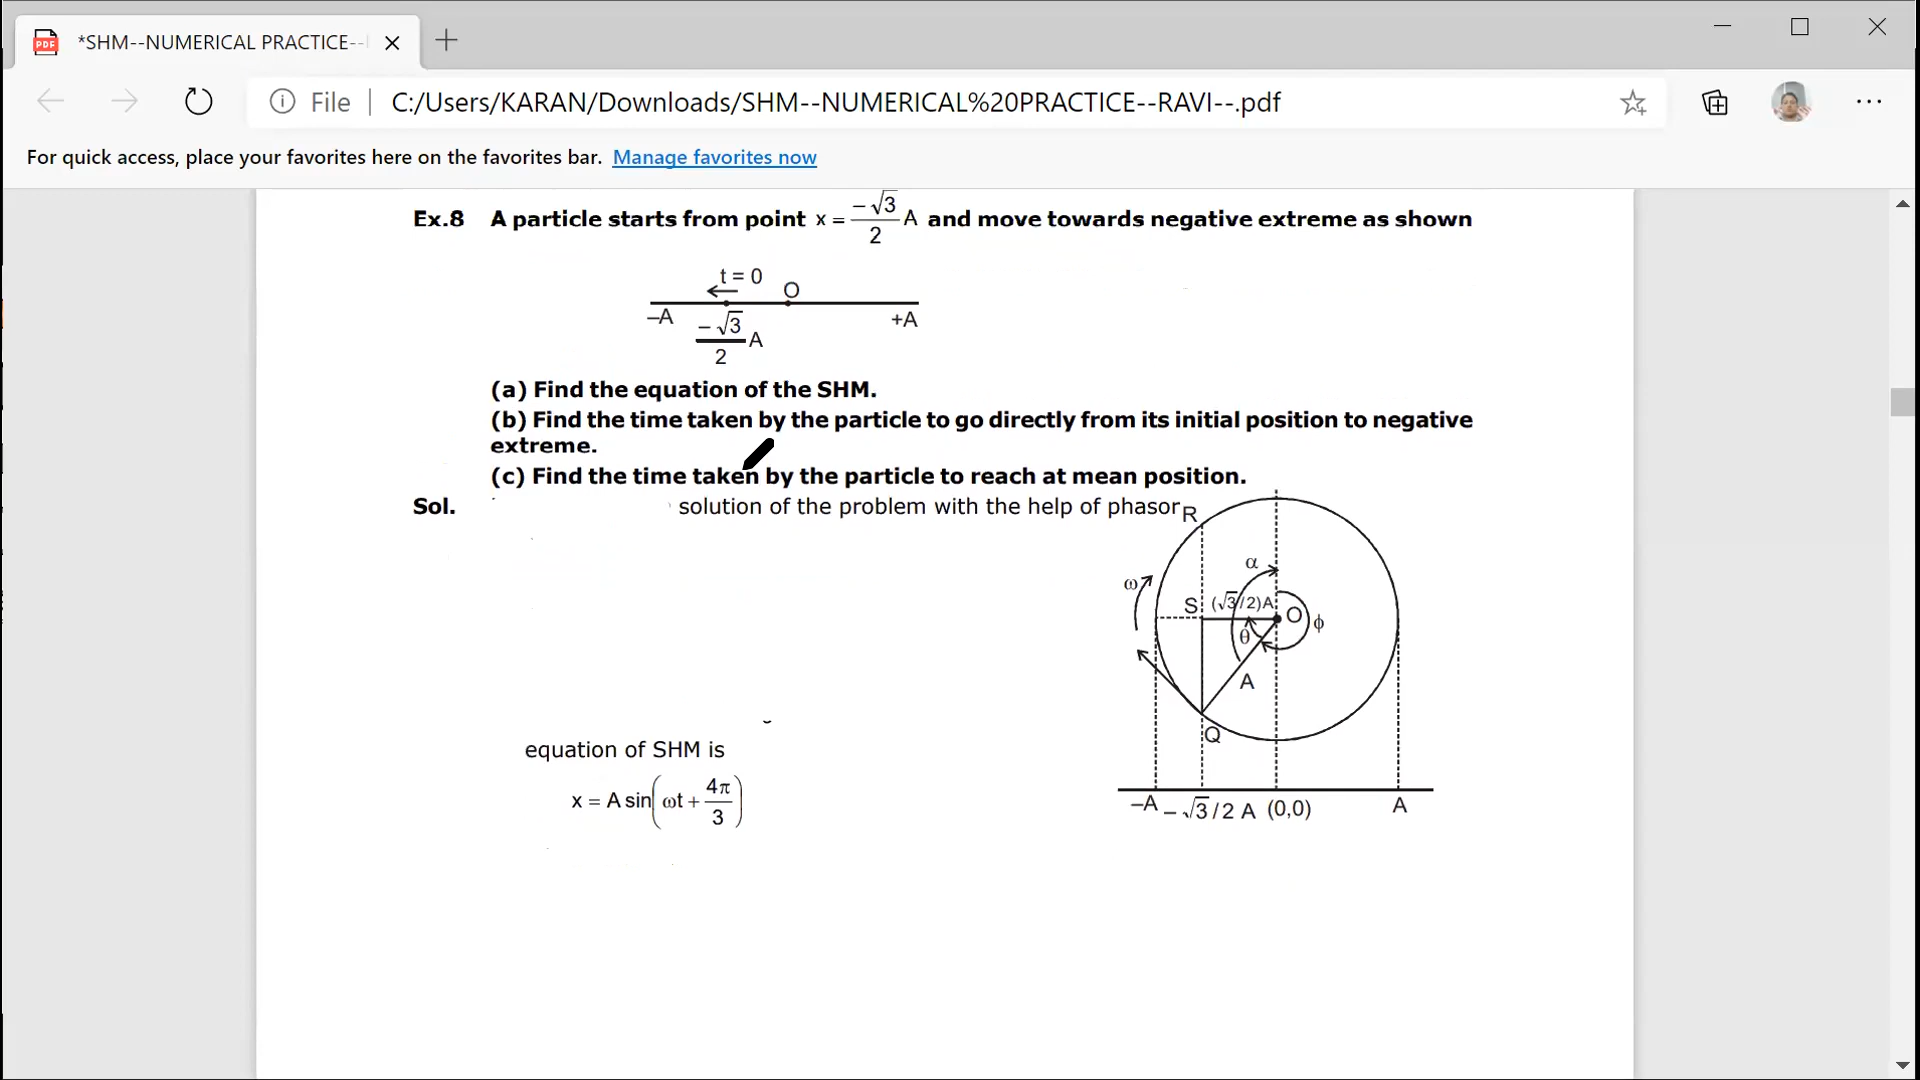 *SHM--NUMERICAL PRACTICE--
File
C:/Users/KARAN/Downloads/SHM--NUMERICAL%20PRACTICE--RAVI--.pdf
For quick access, place your favorites here on the favorites bar. Manage favorites now
Ex.8 A particle starts from point x = -√3/2 A and move towards negative extreme as shown
t = 0
O
–A
+A
-√3/2 A
(a) Find the equation of the SHM.
(b) Find the time taken by the particle to go directly from its initial position to negative
extreme.
(c) Find the time taken by the particle to reach at mean position.
Sol. solution of the problem with the help of phasor
R
α
ω
S (√3/2)A O ϕ
θ
A
Q
equation of SHM is
x = A sin(ωt + 4π/3)
–A – √3/2 A (0,0) A